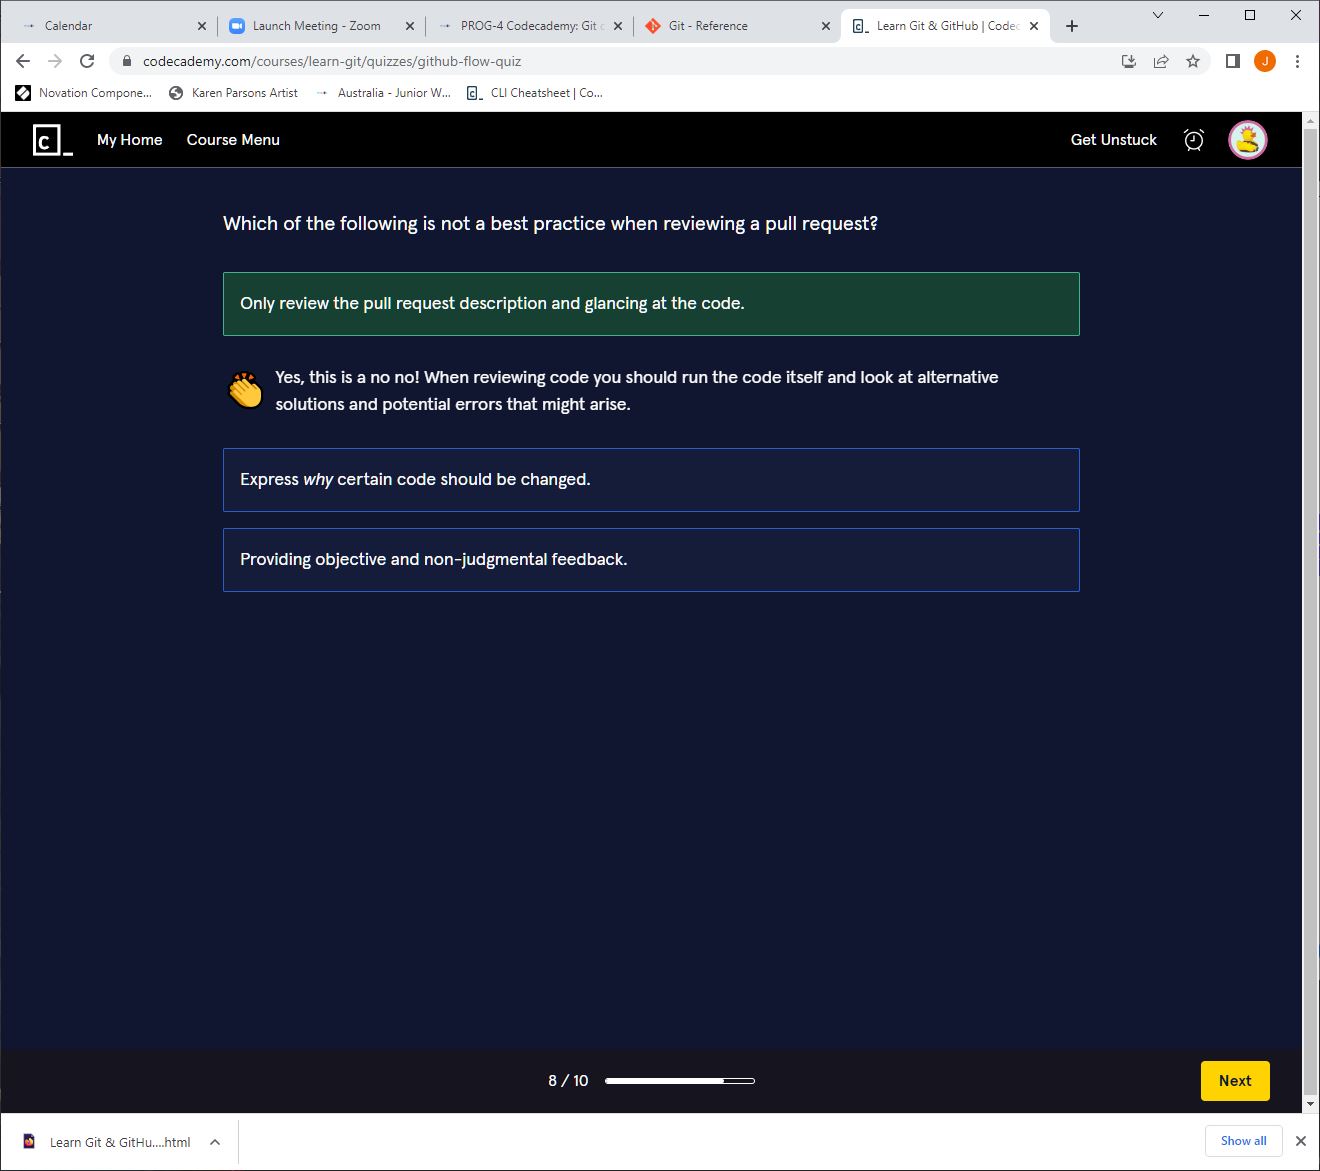 Calendar
Launch Meeting - Zoom
PROG-4 Codecademy: Git
Git - Reference
Learn Git & GitHub | Codec
codecademy.com/courses/learn-git/quizzes/github-flow-quiz
J
Novation Compone...
Karen Parsons Artist
Australia - Junior W...
CLI Cheatsheet | Co...
c_
My Home
Course Menu
Get Unstuck
Which of the following is not a best practice when reviewing a pull request?
Only review the pull request description and glancing at the code.
Yes, this is a no no! When reviewing code you should run the code itself and look at alternative
solutions and potential errors that might arise.
Express why certain code should be changed.
Providing objective and non-judgmental feedback.
8 / 10
Next
Learn Git & GitHu....html
Show all